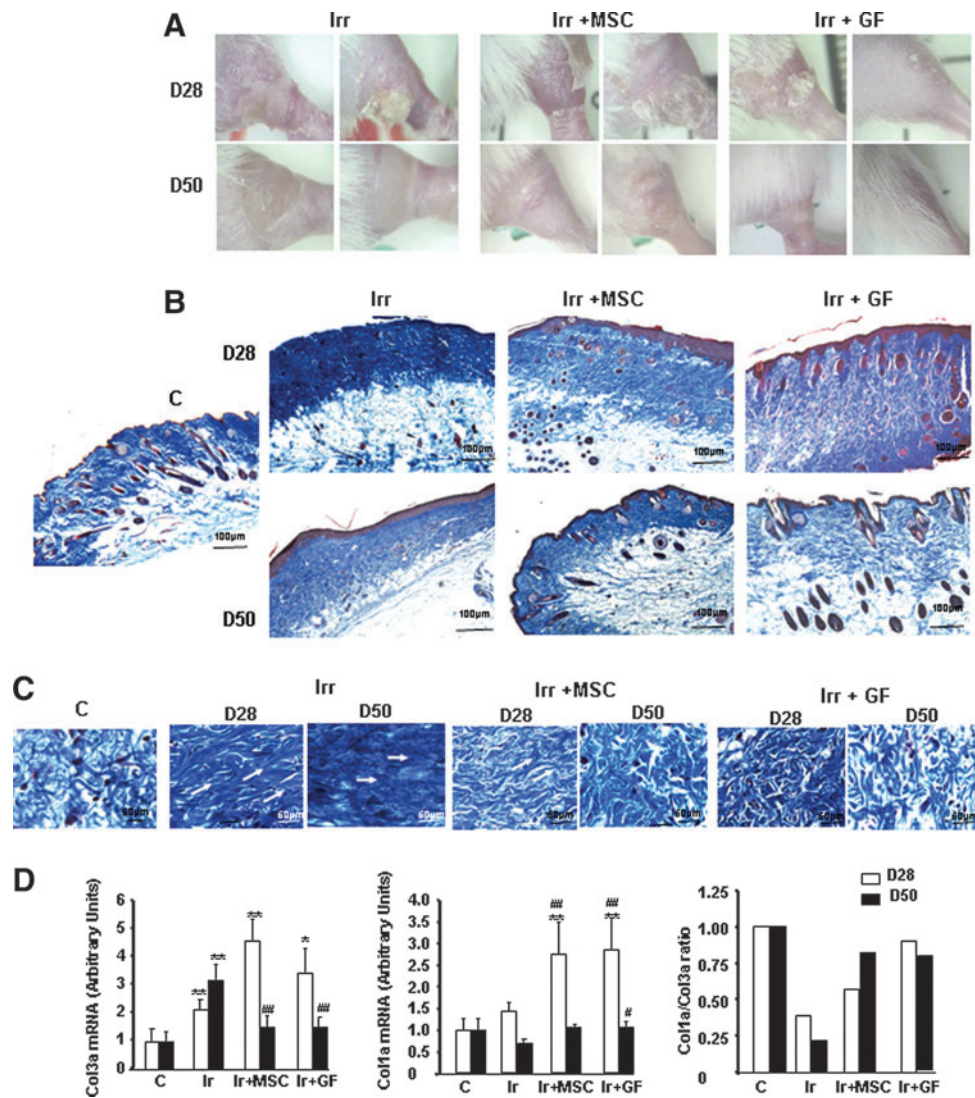 A
Irr
Irr +MSC
Irr + GF
D28
D50
B
Irr
Irr +MSC
Irr + GF
D28
C
100µm
100µm
100µm
100µm
D50
100µm
100µm
100µm
C
Irr
Irr +MSC
Irr + GF
C
D28
D50
D28
D50
D28
D50
60µm
60µm
60µm
60µm
60µm
60µm
60µm
D
D28
D50
Col3a mRNA (Arbitrary Units)
6
5
4
3
2
1
0
**
**
**
##
*
##
C
Ir
Ir+MSC
Ir+GF
Col1a mRNA (Arbitrary Units)
4.0
3.5
3.0
2.5
2.0
1.5
1.0
0.5
0
##
**
##
**
#
C
Ir
Ir+MSC
Ir+GF
Col1a/Col3a ratio
1.25
1.00
0.75
0.50
0.25
0
C
Ir
Ir+MSC
Ir+GF